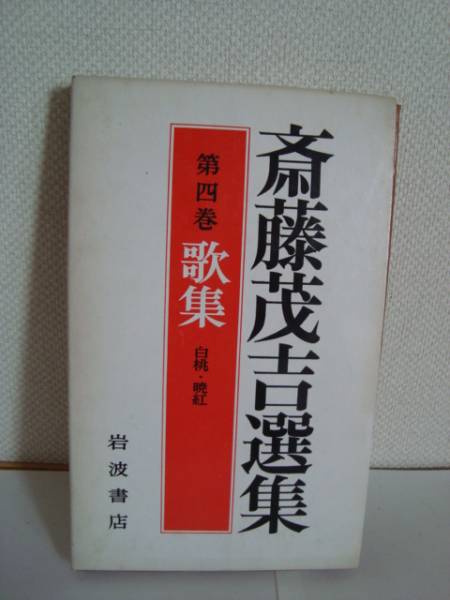 斎藤茂吉選集
第四巻
歌集
白桃・暁紅
岩波書店